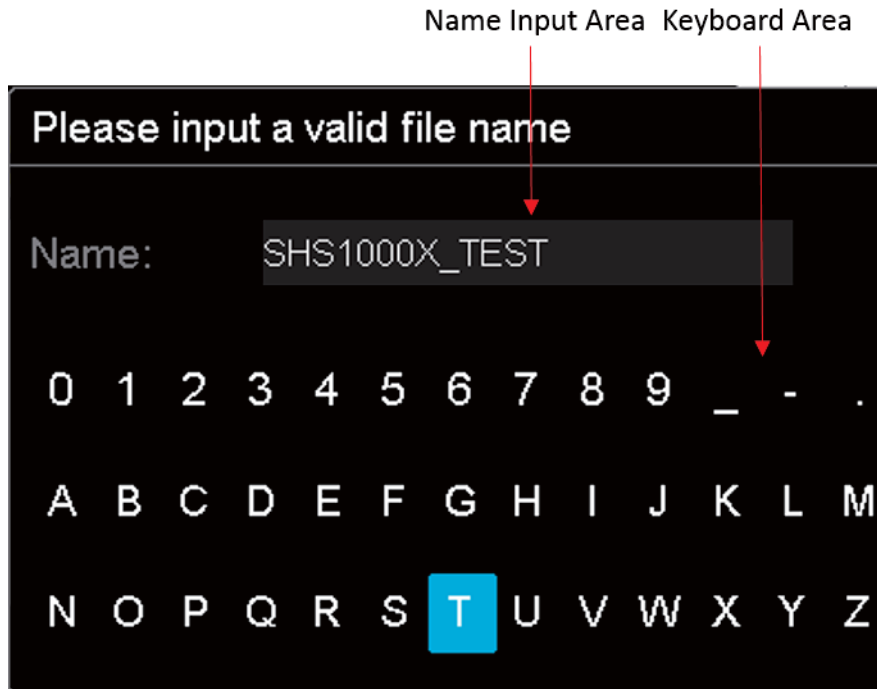 Name Input Area Keyboard Area
Please input a valid file name
Name: SHS1000X_TEST
0 1 2 3 4 5 6 7 8 9 _ - .
A B C D E F G H I J K L M
N O P Q R S T U V W X Y Z